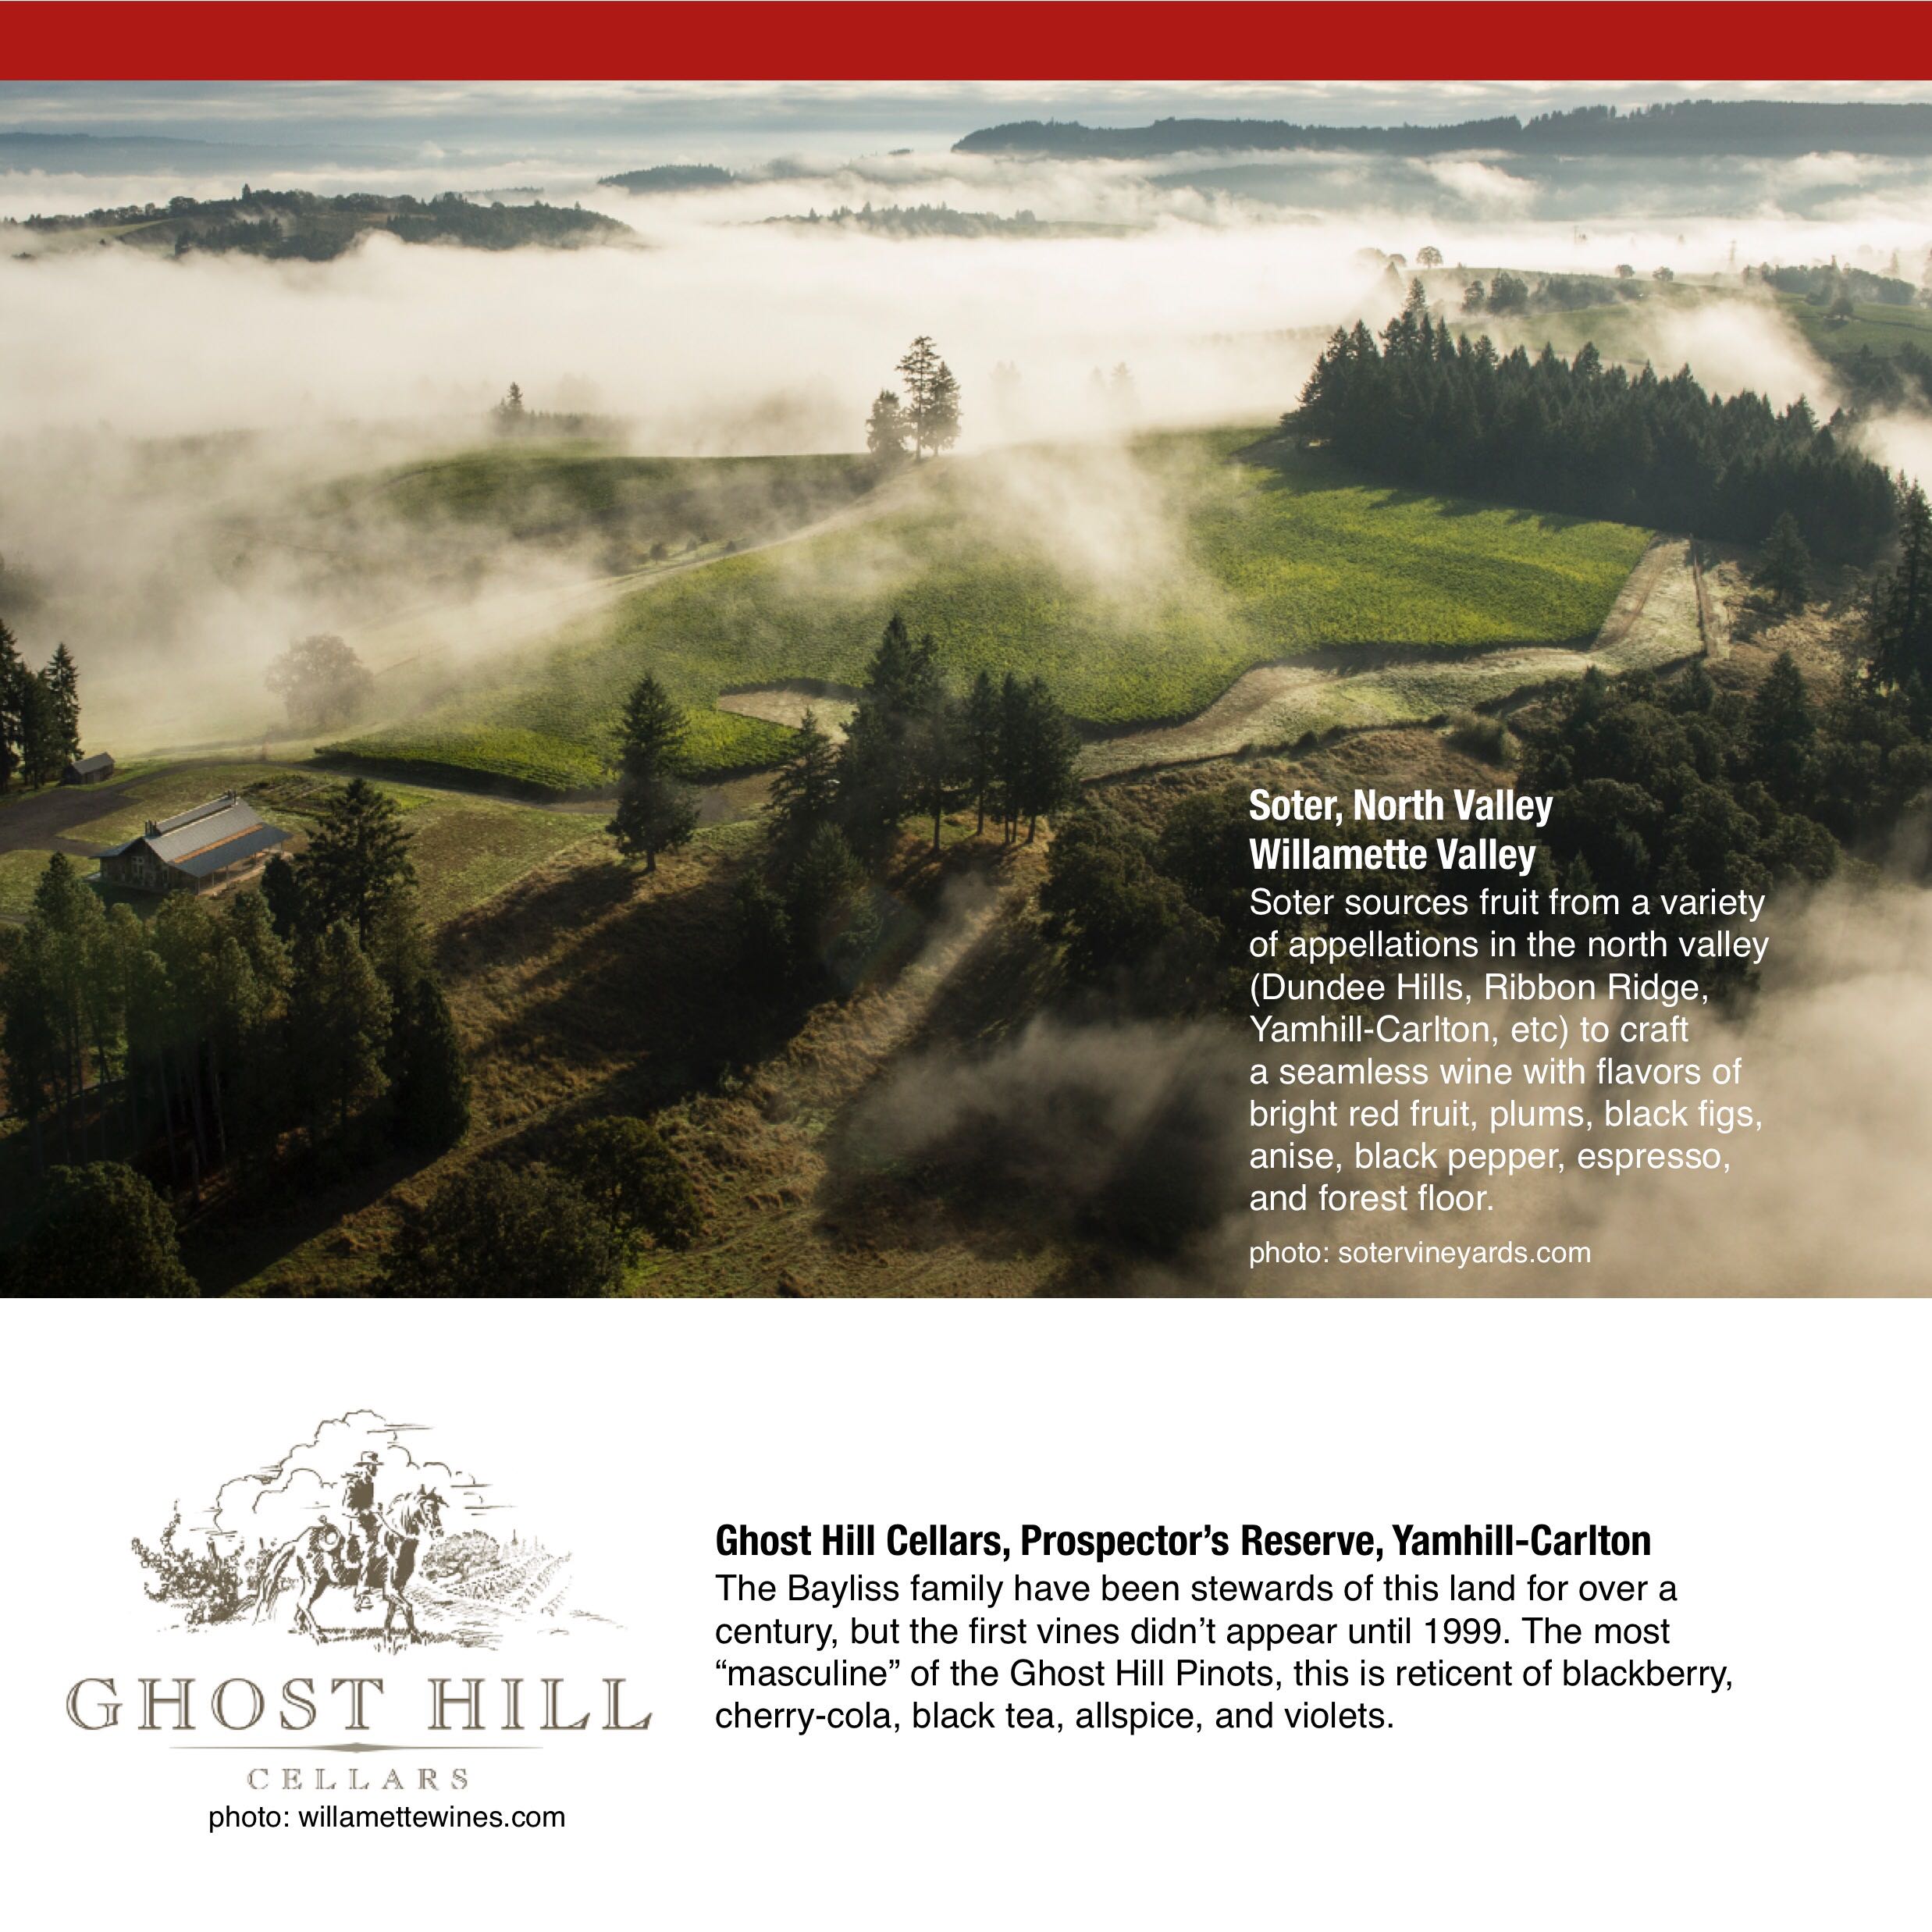 Soter, North Valley
Willamette Valley
Soter sources fruit from a variety
of appellations in the north valley
(Dundee Hills, Ribbon Ridge,
Yamhill-Carlton, etc) to craft
a seamless wine with flavors of
bright red fruit, plums, black figs,
anise, black pepper, espresso,
and forest floor.
photo: sotervineyards.com
GHOST HILL
CELLARS
photo: willamettewines.com
Ghost Hill Cellars, Prospector’s Reserve, Yamhill-Carlton
The Bayliss family have been stewards of this land for over a
century, but the first vines didn’t appear until 1999. The most
“masculine” of the Ghost Hill Pinots, this is reticent of blackberry,
cherry-cola, black tea, allspice, and violets.